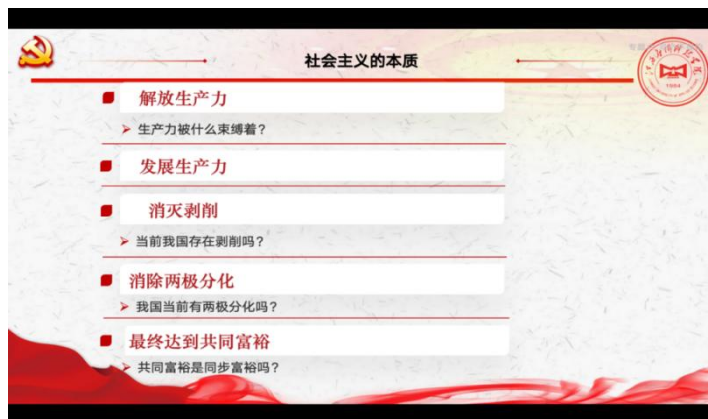 社会主义的本质
解放生产力
生产力被什么束缚着?
发展生产力
消灭剥削
当前我国存在剥削吗?
消除两极分化
我国当前有两极分化吗?
最终达到共同富裕
共同富裕是同步富裕吗?